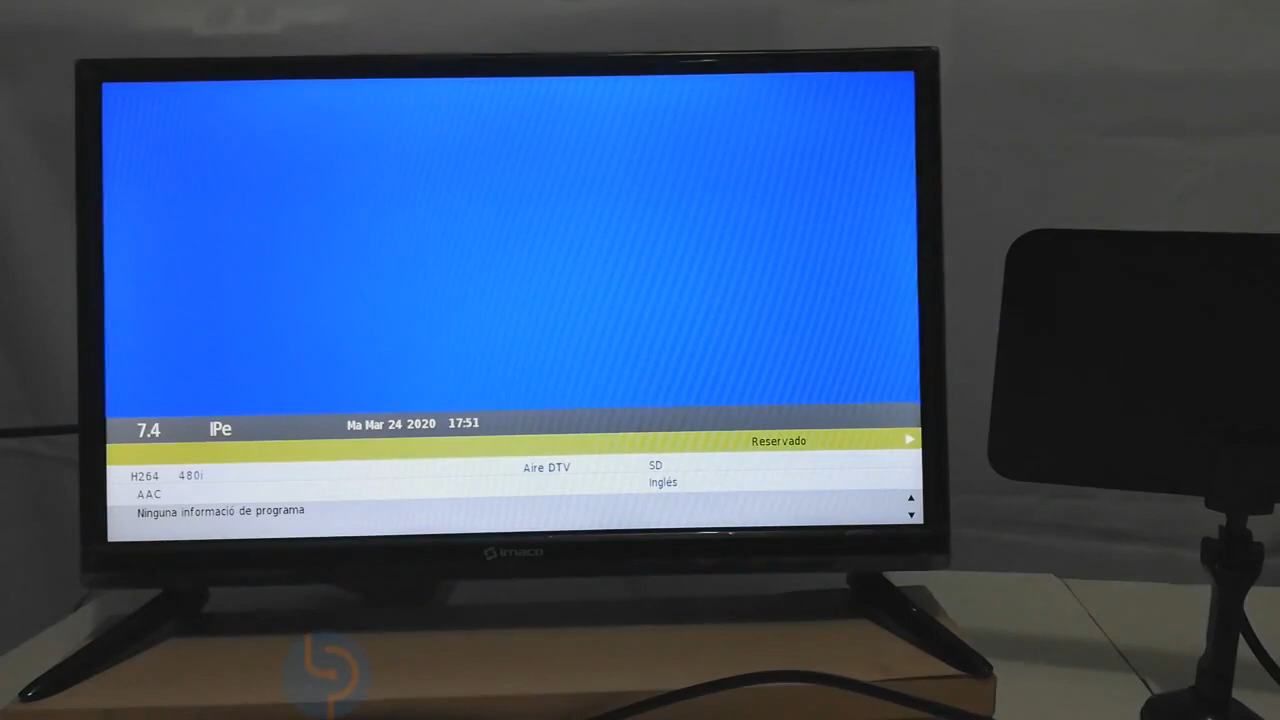 7.4 IPe Ma Mar 24 2020 17:51
Reservado
H264 480i Aire DTV SD
AAC Inglés
Ninguna informació de programa
imaco